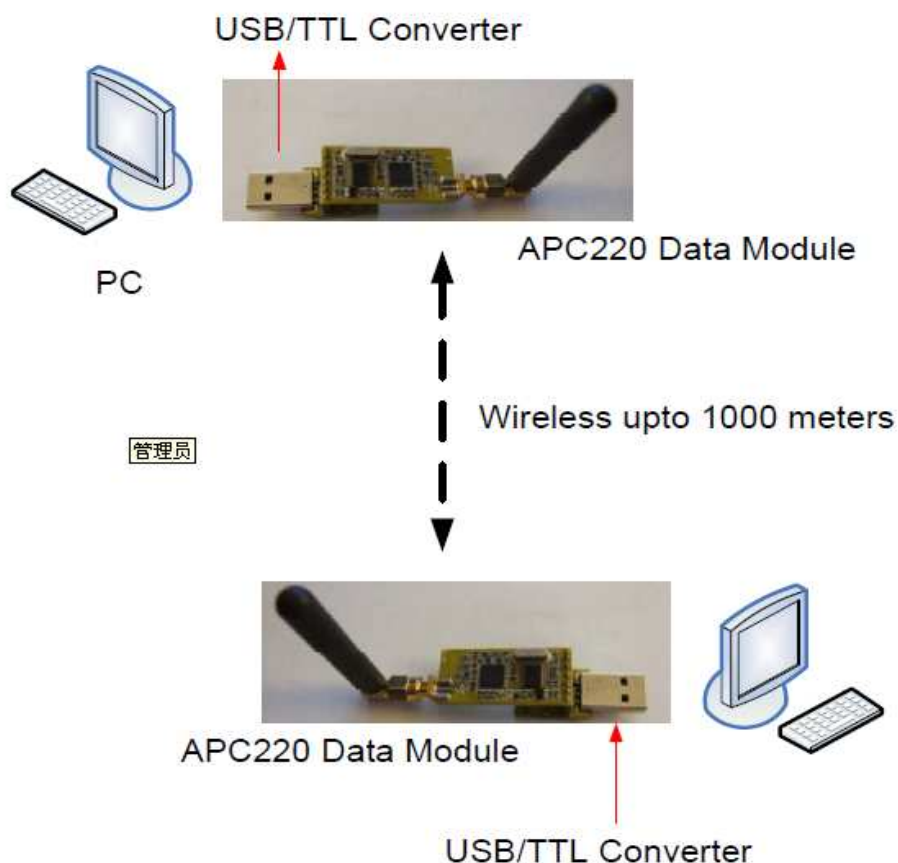 USB/TTL Converter
APC220 Data Module
PC
Wireless upto 1000 meters
管理员
APC220 Data Module
USB/TTL Converter